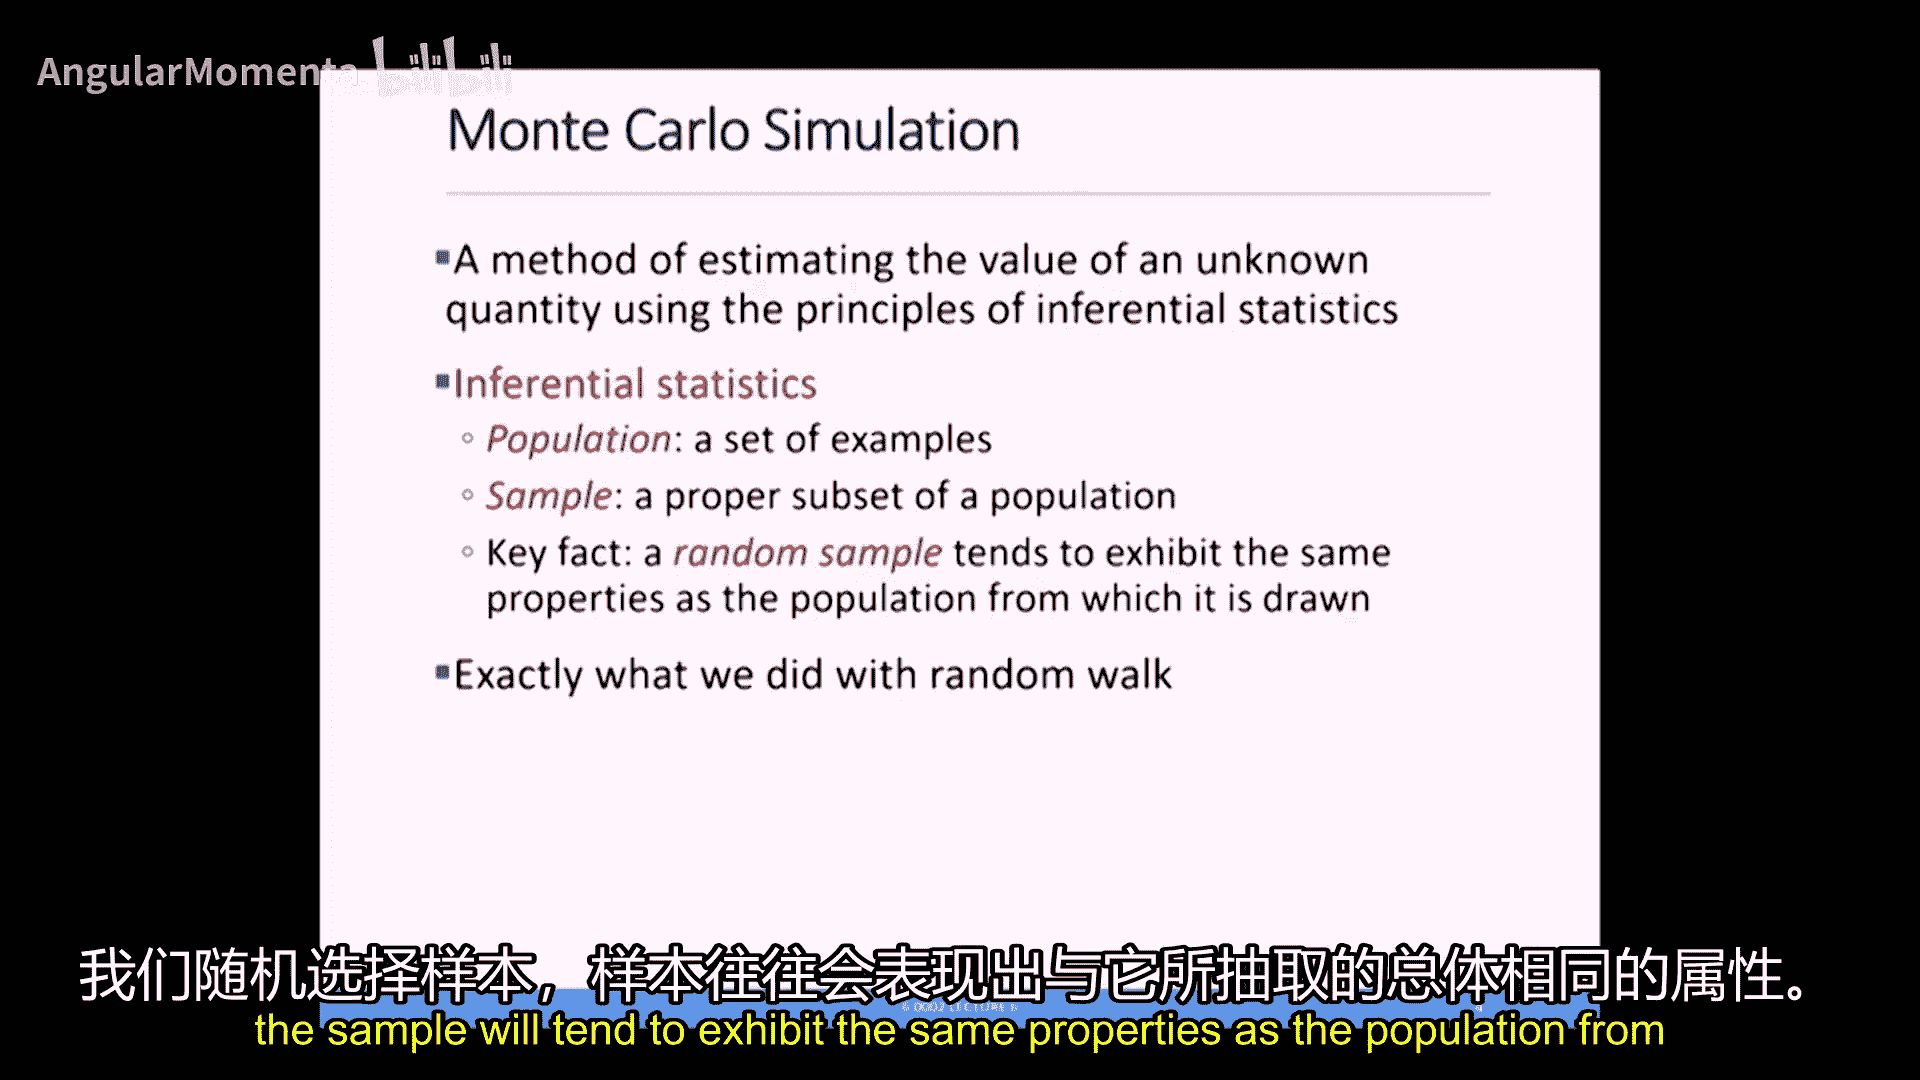 AngularMomenta bilibili
Monte Carlo Simulation
▪A method of estimating the value of an unknown
quantity using the principles of inferential statistics
▪Inferential statistics
◦ Population: a set of examples
◦ Sample: a proper subset of a population
◦ Key fact: a random sample tends to exhibit the same
properties as the population from which it is drawn
▪Exactly what we did with random walk
我们随机选择样本，样本往往会表现出与它所抽取的总体相同的属性。
the sample will tend to exhibit the same properties as the population from